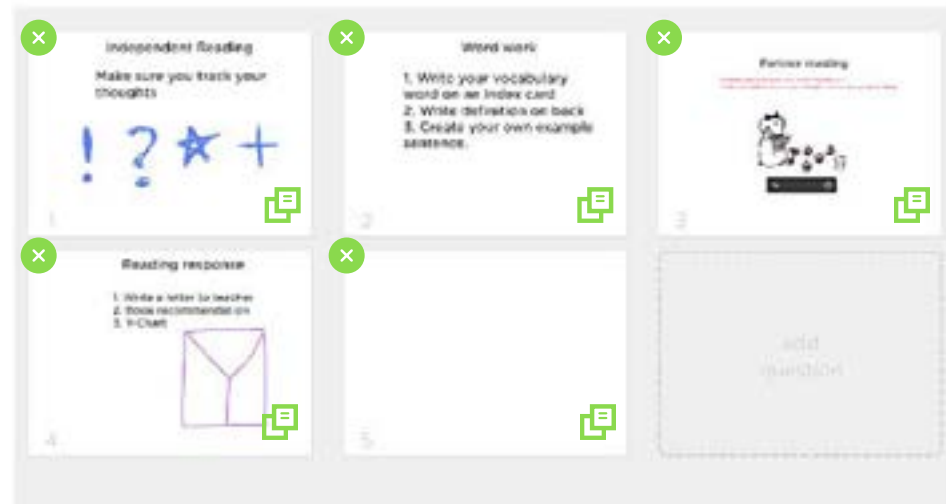 Independent Reading
Make sure you track your
thoughts
! ? ★ +
1
Word work
1. Write your vocabulary
word on an index card
2. Write definition on back
3. Create your own example
sentence.
2
Partner reading
3
Reading response
1. Write a letter to teacher
2. Book recommendation
3. Y-Chart
4
5
add
question